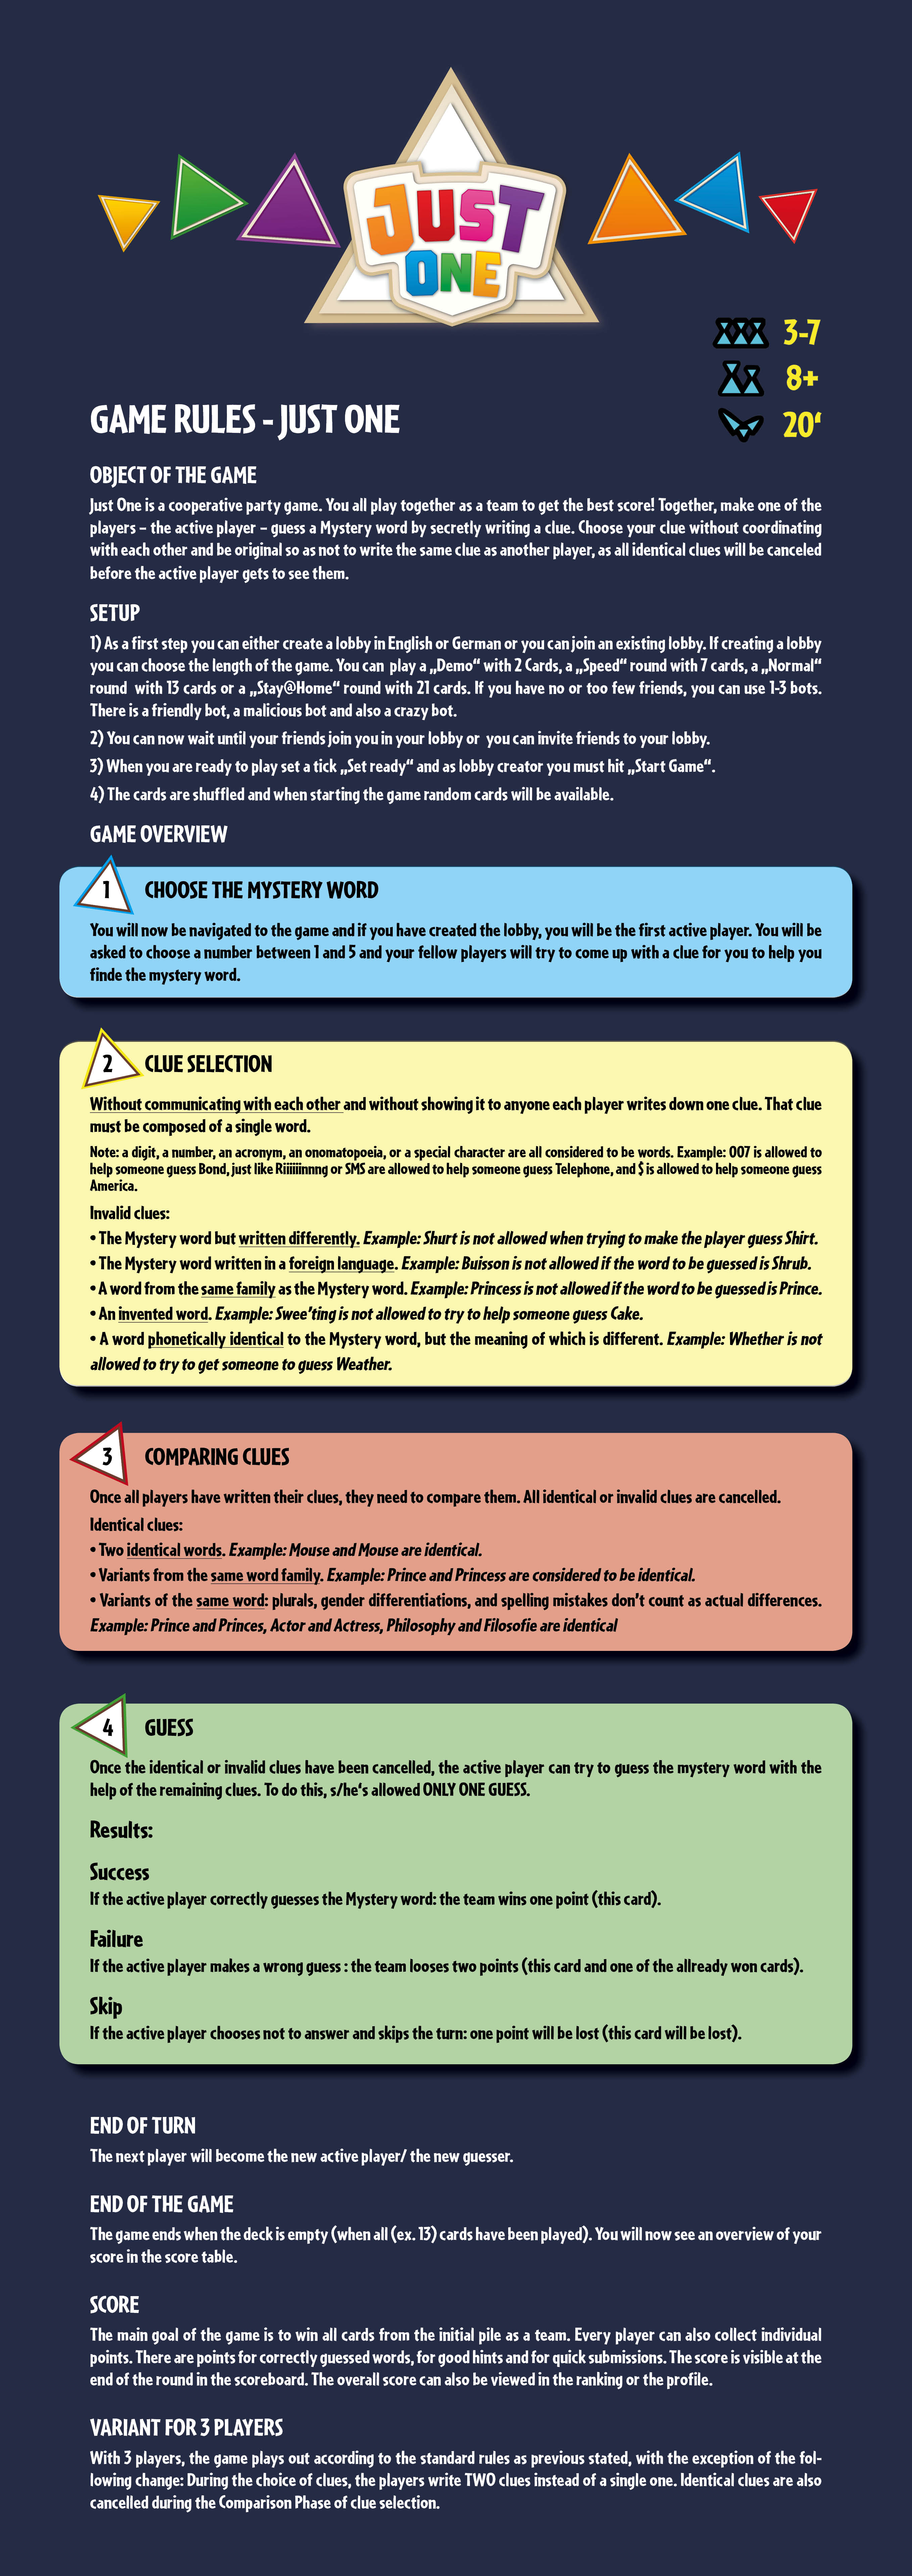 JUST
ONE
3-7
8+
20‘
GAME RULES - JUST ONE
OBJECT OF THE GAME
Just One is a cooperative party game. You all play together as a team to get the best score! Together, make one of the
players – the active player – guess a Mystery word by secretly writing a clue. Choose your clue without coordinating
with each other and be original so as not to write the same clue as another player, as all identical clues will be canceled
before the active player gets to see them.
SETUP
1) As a first step you can either create a lobby in English or German or you can join an existing lobby. If creating a lobby
you can choose the length of the game. You can play a „Demo“ with 2 Cards, a „Speed“ round with 7 cards, a „Normal“
round with 13 cards or a „Stay@Home“ round with 21 cards. If you have no or too few friends, you can use 1-3 bots.
There is a friendly bot, a malicious bot and also a crazy bot.
2) You can now wait until your friends join you in your lobby or you can invite friends to your lobby.
3) When you are ready to play set a tick „Set ready“ and as lobby creator you must hit „Start Game“.
4) The cards are shuffled and when starting the game random cards will be available.
GAME OVERVIEW
1 CHOOSE THE MYSTERY WORD
You will now be navigated to the game and if you have created the lobby, you will be the first active player. You will be
asked to choose a number between 1 and 5 and your fellow players will try to come up with a clue for you to help you
finde the mystery word.
2 CLUE SELECTION
Without communicating with each other and without showing it to anyone each player writes down one clue. That clue
must be composed of a single word.
Note: a digit, a number, an acronym, an onomatopoeia, or a special character are all considered to be words. Example: 007 is allowed to
help someone guess Bond, just like Riiiiiinnng or SMS are allowed to help someone guess Telephone, and $ is allowed to help someone guess
America.
Invalid clues:
• The Mystery word but written differently. Example: Shurt is not allowed when trying to make the player guess Shirt.
• The Mystery word written in a foreign language. Example: Buisson is not allowed if the word to be guessed is Shrub.
• A word from the same family as the Mystery word. Example: Princess is not allowed if the word to be guessed is Prince.
• An invented word. Example: Swee’ting is not allowed to try to help someone guess Cake.
• A word phonetically identical to the Mystery word, but the meaning of which is different. Example: Whether is not
allowed to try to get someone to guess Weather.
3 COMPARING CLUES
Once all players have written their clues, they need to compare them. All identical or invalid clues are cancelled.
Identical clues:
• Two identical words. Example: Mouse and Mouse are identical.
• Variants from the same word family. Example: Prince and Princess are considered to be identical.
• Variants of the same word: plurals, gender differentiations, and spelling mistakes don’t count as actual differences.
Example: Prince and Princes, Actor and Actress, Philosophy and Filosofie are identical
4 GUESS
Once the identical or invalid clues have been cancelled, the active player can try to guess the mystery word with the
help of the remaining clues. To do this, s/he‘s allowed ONLY ONE GUESS.
Results:
Success
If the active player correctly guesses the Mystery word: the team wins one point (this card).
Failure
If the active player makes a wrong guess : the team looses two points (this card and one of the allready won cards).
Skip
If the active player chooses not to answer and skips the turn: one point will be lost (this card will be lost).
END OF TURN
The next player will become the new active player/ the new guesser.
END OF THE GAME
The game ends when the deck is empty (when all (ex. 13) cards have been played). You will now see an overview of your
score in the score table.
SCORE
The main goal of the game is to win all cards from the initial pile as a team. Every player can also collect individual
points. There are points for correctly guessed words, for good hints and for quick submissions. The score is visible at the
end of the round in the scoreboard. The overall score can also be viewed in the ranking or the profile.
VARIANT FOR 3 PLAYERS
With 3 players, the game plays out according to the standard rules as previous stated, with the exception of the fol-
lowing change: During the choice of clues, the players write TWO clues instead of a single one. Identical clues are also
cancelled during the Comparison Phase of clue selection.